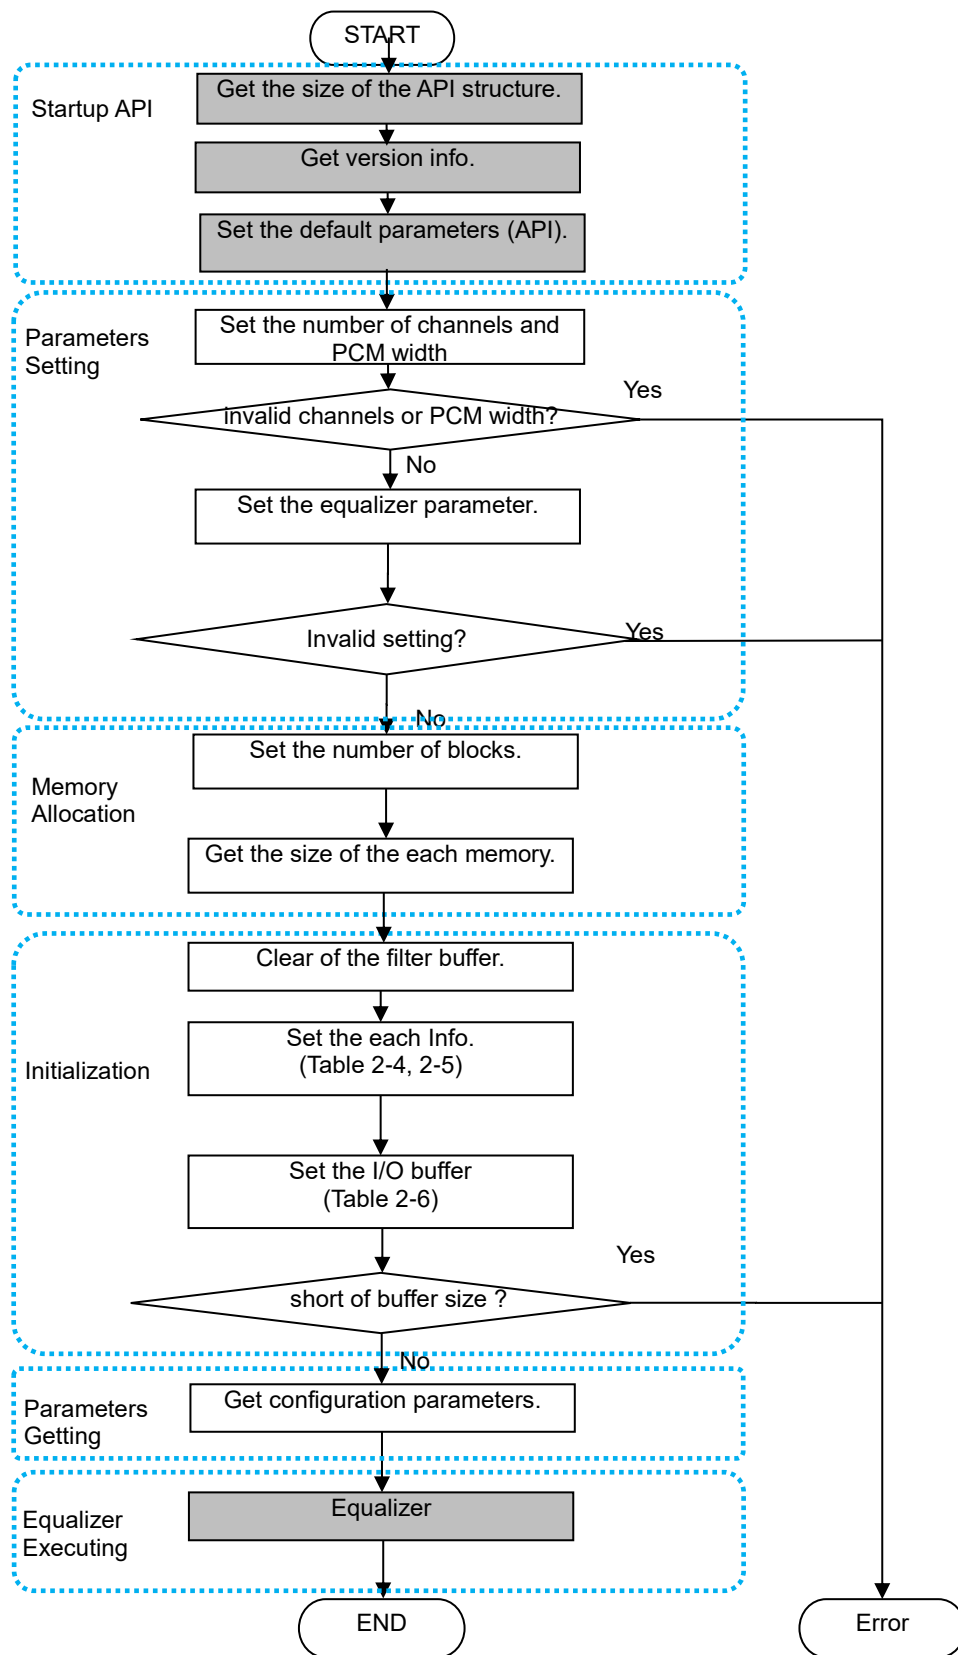 START
Startup API
Get the size of the API structure.
Get version info.
Set the default parameters (API).
Parameters
Setting
Set the number of channels and
PCM width
Yes
invalid channels or PCM width?
No
Set the equalizer parameter.
Invalid setting?
Yes
No
Memory
Allocation
Set the number of blocks.
Get the size of the each memory.
Initialization
Clear of the filter buffer.
Set the each Info.
(Table 2-4, 2-5)
Set the I/O buffer
(Table 2-6)
Yes
short of buffer size ?
No
Parameters
Getting
Get configuration parameters.
Equalizer
Executing
Equalizer
END
Error